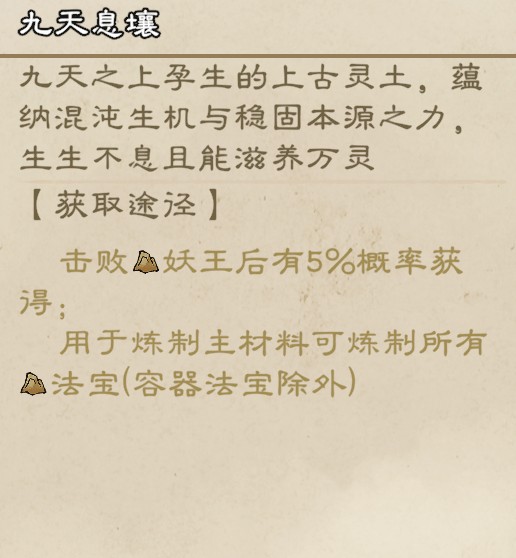 九天息壤
九天之上孕生的上古灵土，蕴
纳混沌生机与稳固本源之力，
生生不息且能滋养万灵
【获取途径】
击败妖王后有5%概率获
得；
用于炼制主材料可炼制所有
法宝(容器法宝除外)